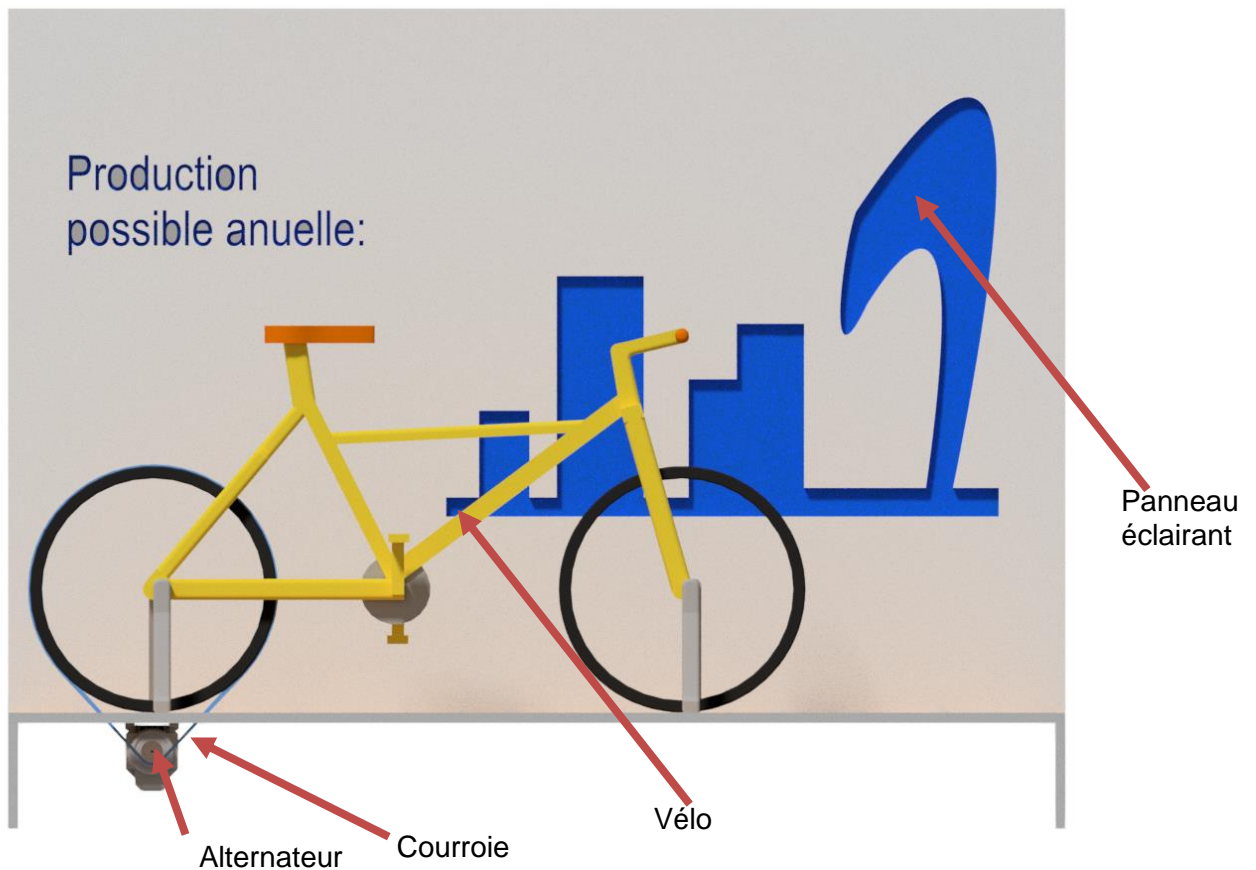 Production
possible anuelle:
Panneau
éclairant
Vélo
Courroie
Alternateur